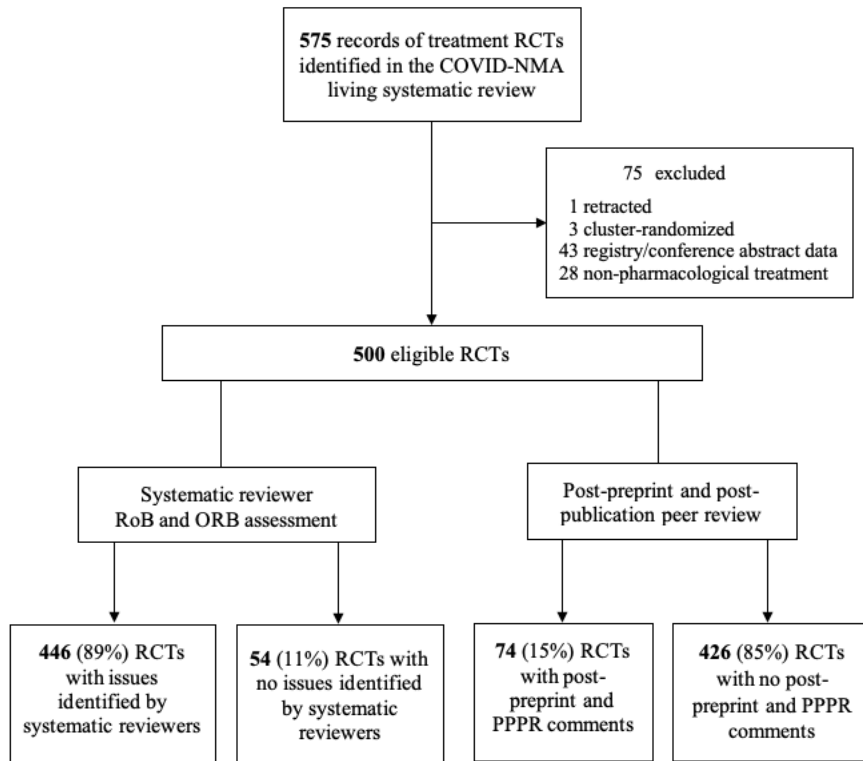 575 records of treatment RCTs
identified in the COVID-NMA
living systematic review
75 excluded
1 retracted
3 cluster-randomized
43 registry/conference abstract data
28 non-pharmacological treatment
500 eligible RCTs
Systematic reviewer
RoB and ORB assessment
Post-preprint and post-
publication peer review
446 (89%) RCTs
with issues
identified by
systematic reviewers
54 (11%) RCTs with
no issues identified
by systematic
reviewers
74 (15%) RCTs
with post-
preprint and
PPPR comments
426 (85%) RCTs
with no post-
preprint and PPPR
comments